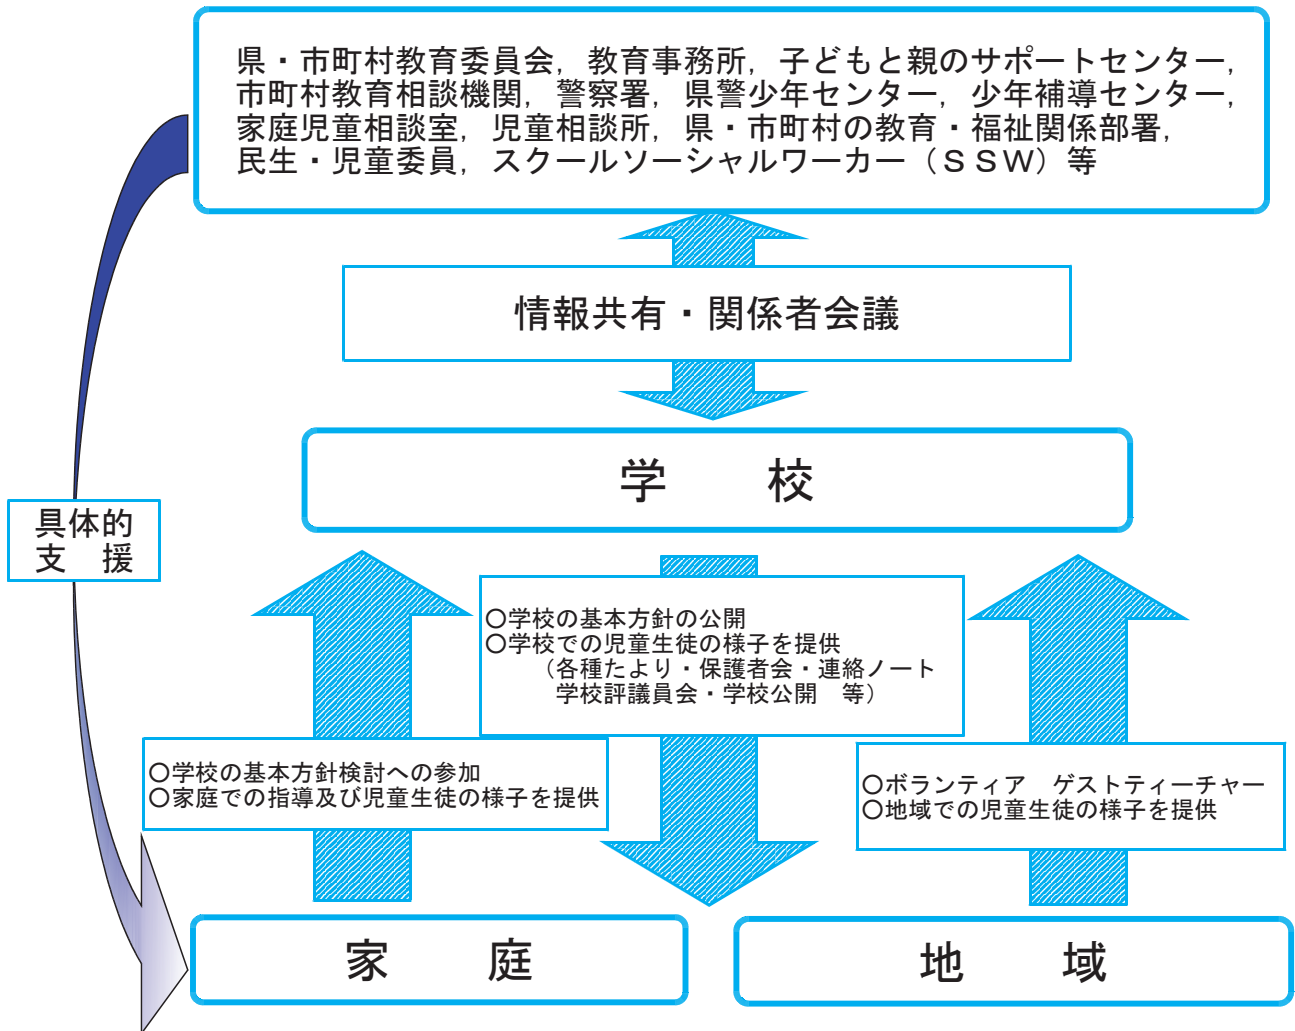 県・市町村教育委員会，教育事務所，子どもと親のサポートセンター，
市町村教育相談機関，警察署，県警少年センター，少年補導センター，
家庭児童相談室，児童相談所，県・市町村の教育・福祉関係部署，
民生・児童委員，スクールソーシャルワーカー（ＳＳＷ）等
情報共有・関係者会議
学　　校
具体的
支　援
○学校の基本方針の公開
○学校での児童生徒の様子を提供
（各種たより・保護者会・連絡ノート
学校評議員会・学校公開　等）
○学校の基本方針検討への参加
○家庭での指導及び児童生徒の様子を提供
○ボランティア　ゲストティーチャー
○地域での児童生徒の様子を提供
家　　庭
地　　域